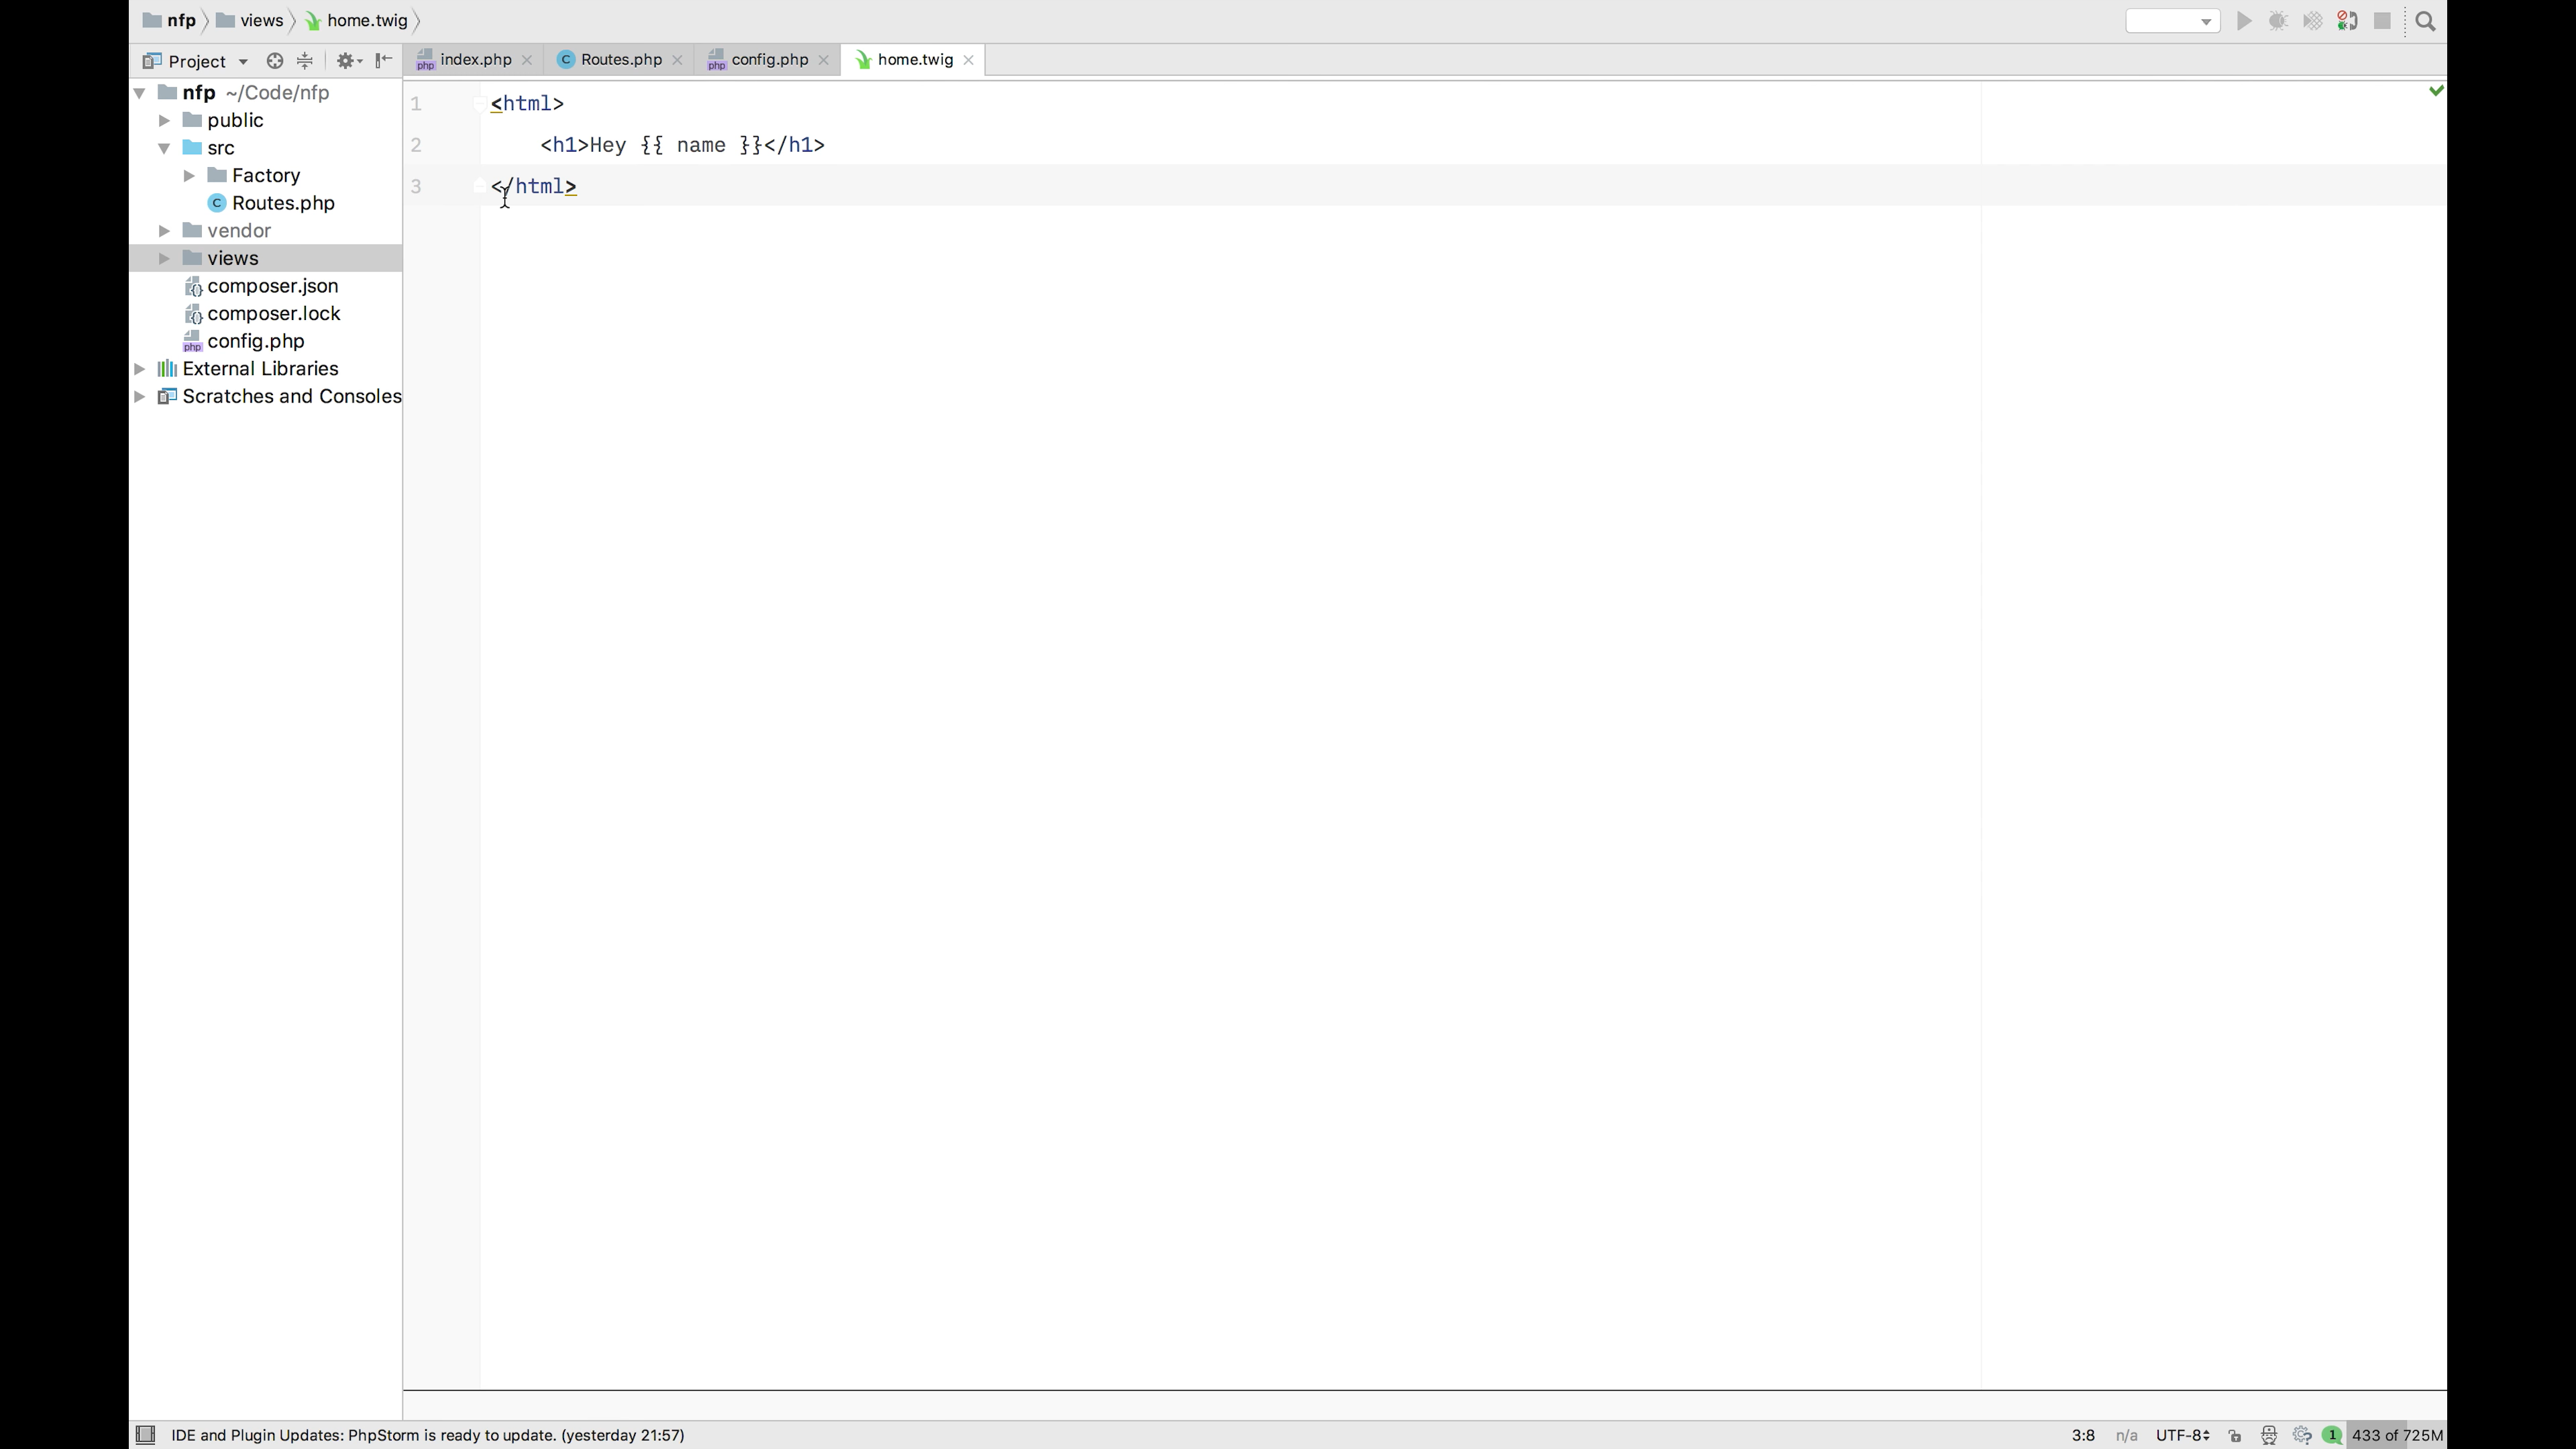 nfp views home.twig
Project
index.php Routes.php config.php home.twig
nfp ~/Code/nfp
public
src
Factory
Routes.php
vendor
views
composer.json
composer.lock
config.php
External Libraries
Scratches and Consoles
1 <html>
2 <h1>Hey {{ name }}</h1>
3 </html>
IDE and Plugin Updates: PhpStorm is ready to update. (yesterday 21:57)
3:8 n/a UTF-8 1 433 of 725M